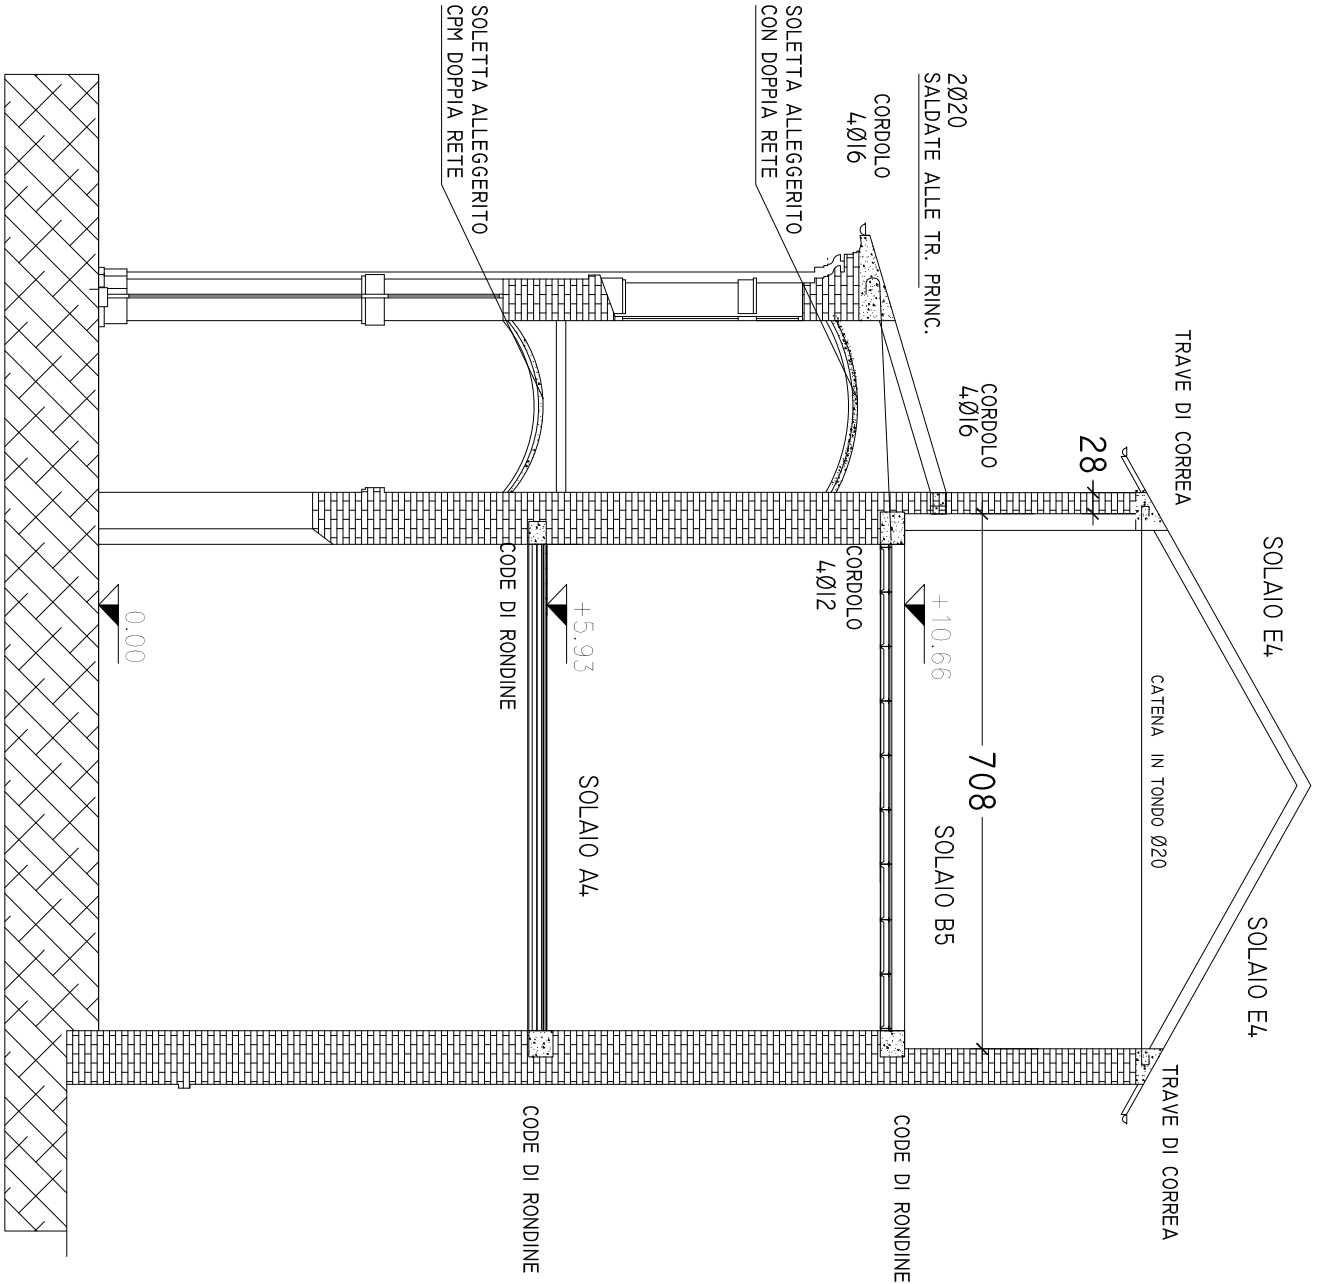 SOLAIO E4
SOLAIO E4
TRAVE DI CORREA
TRAVE DI CORREA
CATENA IN TONDO Ø20
28
2Ø20
SALDATE ALLE TR. PRINC.
CORDOLO
4Ø16
CORDOLO
4Ø16
708
+10.66
SOLAIO B5
CODE DI RONDINE
CORDOLO
4Ø12
SOLETTA ALLEGGERITO
CON DOPPIA RETE
+5.93
SOLAIO A4
CODE DI RONDINE
CODE DI RONDINE
SOLETTA ALLEGGERITO
CPM DOPPIA RETE
0.00